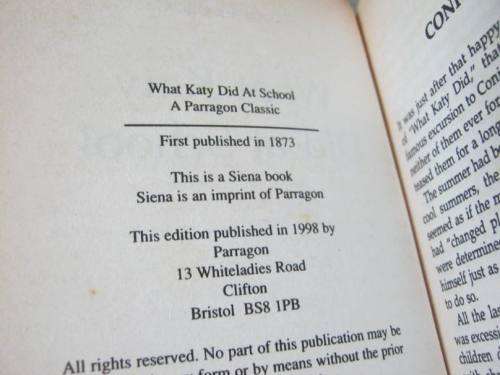 What Katy Did At School
A Parragon Classic
First published in 1873
This is a Siena book
Siena is an imprint of Parragon
This edition published in 1998 by
Parragon
13 Whiteladies Road
Clifton
Bristol BS8 1PB
All rights reserved. No part of this publication may be
form or by means without the prior
CON
It was just after that happy
of "What Katy Did," that
famous excursion to Coni
neither of them ever for
teased them for a long
The summer had be
cool summers, the
seemed as if the m
had "changed pl
were determine
himself just as
to do so.
All the las
was excessi
children